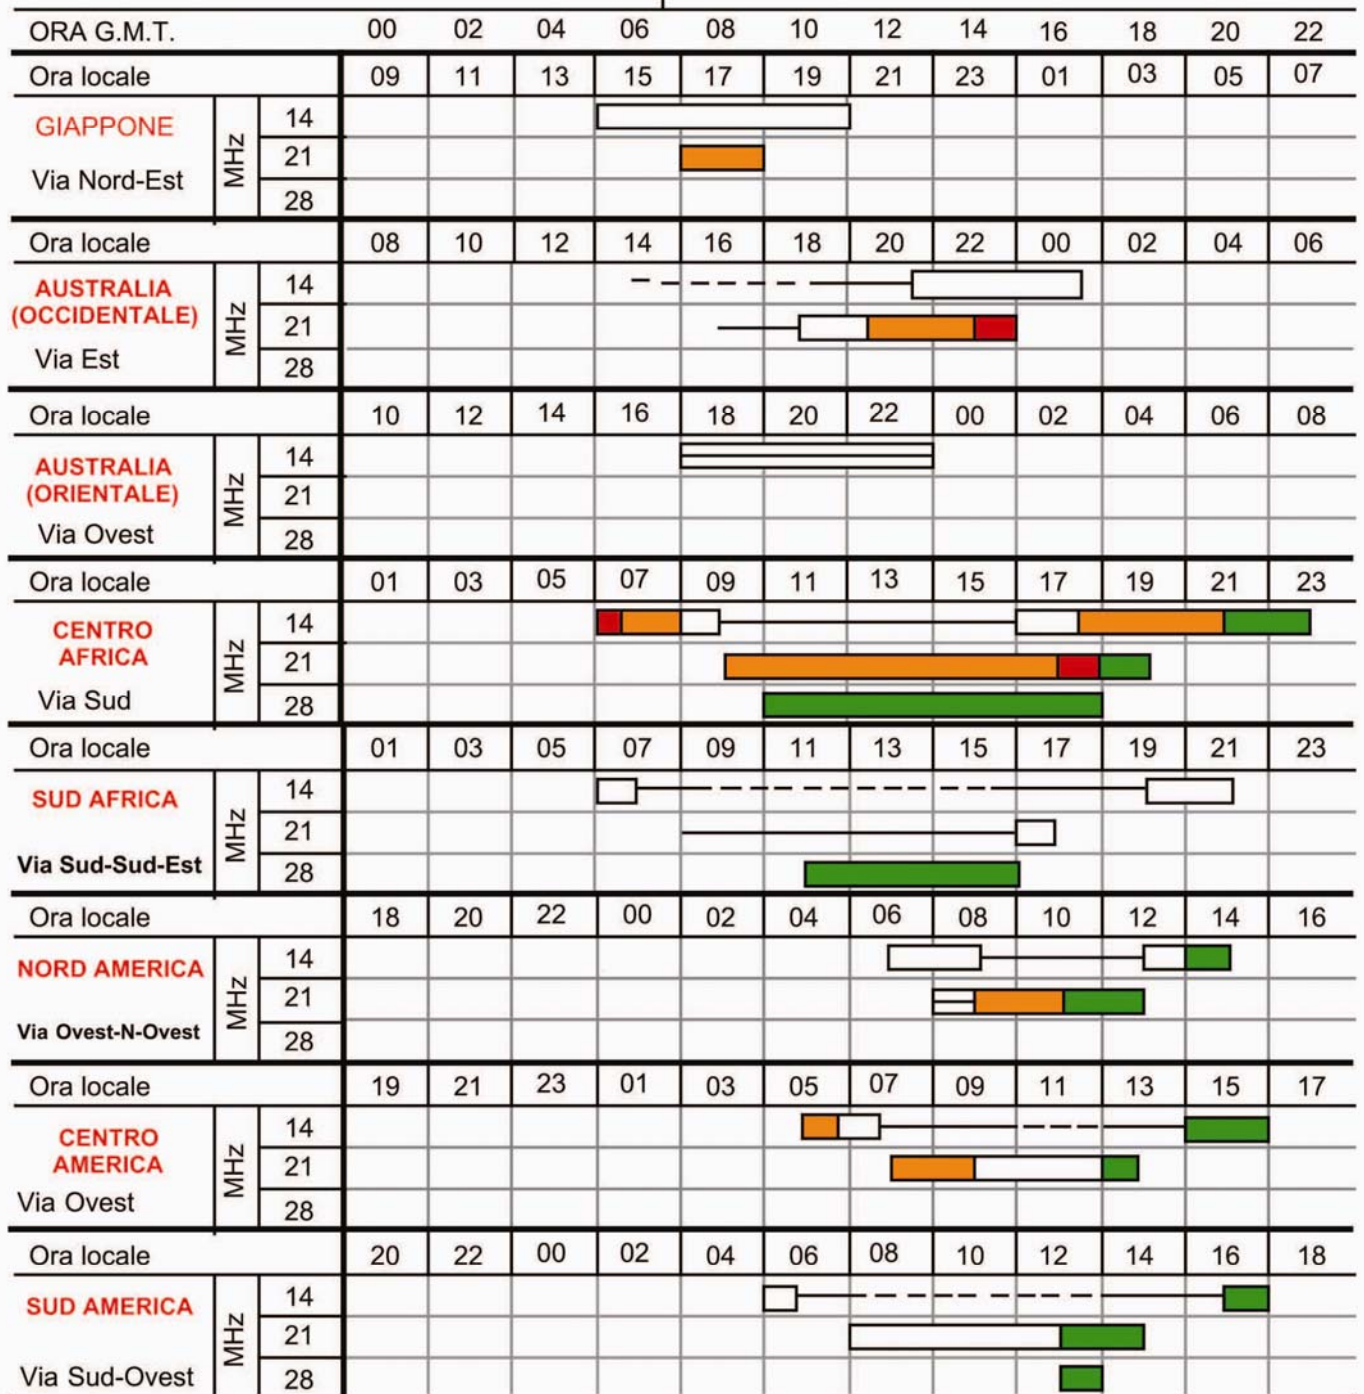 ORA G.M.T. 00 02 04 06 08 10 12 14 16 18 20 22
Ora locale 09 11 13 15 17 19 21 23 01 03 05 07
GIAPPONE
Via Nord-Est
MHz
14
21
28
Ora locale 08 10 12 14 16 18 20 22 00 02 04 06
AUSTRALIA
(OCCIDENTALE)
Via Est
MHz
14
21
28
Ora locale 10 12 14 16 18 20 22 00 02 04 06 08
AUSTRALIA
(ORIENTALE)
Via Ovest
MHz
14
21
28
Ora locale 01 03 05 07 09 11 13 15 17 19 21 23
CENTRO
AFRICA
Via Sud
MHz
14
21
28
Ora locale 01 03 05 07 09 11 13 15 17 19 21 23
SUD AFRICA
Via Sud-Sud-Est
MHz
14
21
28
Ora locale 18 20 22 00 02 04 06 08 10 12 14 16
NORD AMERICA
Via Ovest-N-Ovest
MHz
14
21
28
Ora locale 19 21 23 01 03 05 07 09 11 13 15 17
CENTRO
AMERICA
Via Ovest
MHz
14
21
28
Ora locale 20 22 00 02 04 06 08 10 12 14 16 18
SUD AMERICA
Via Sud-Ovest
MHz
14
21
28